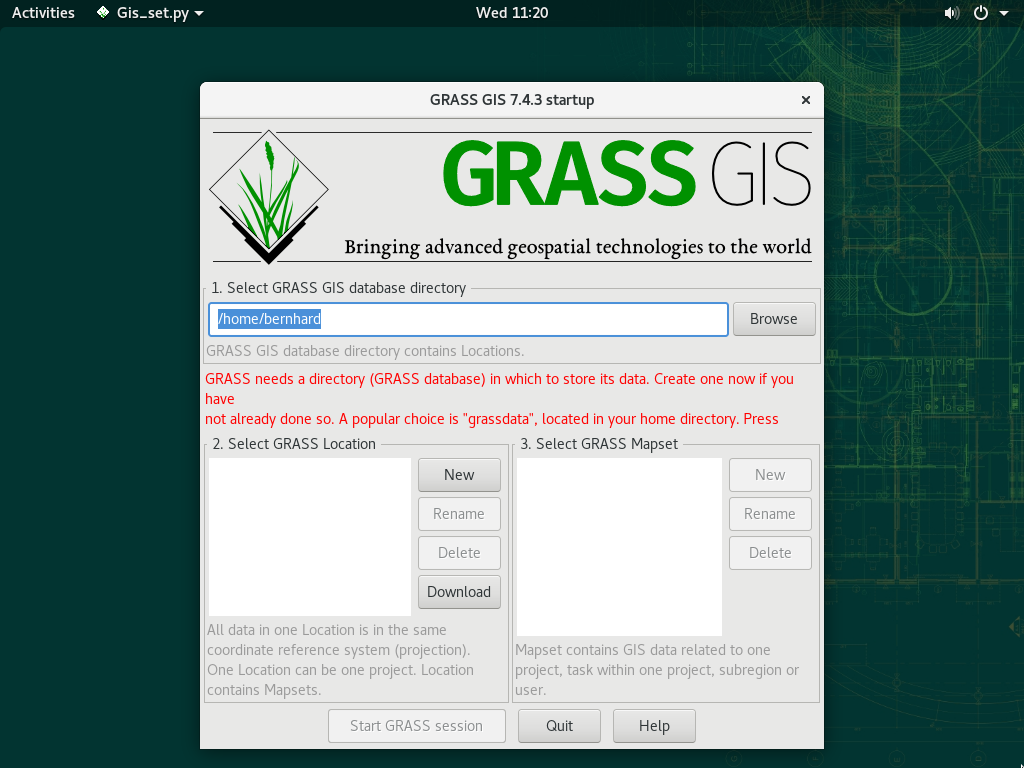 Activities Gis_set.py Wed 11:20
GRASS GIS 7.4.3 startup
GRASS GIS
Bringing advanced geospatial technologies to the world
1. Select GRASS GIS database directory
/home/bernhard Browse
GRASS GIS database directory contains Locations.
GRASS needs a directory (GRASS database) in which to store its data. Create one now if you
have
not already done so. A popular choice is "grassdata", located in your home directory. Press
2. Select GRASS Location
New
Rename
Delete
Download
All data in one Location is in the same
coordinate reference system (projection).
One Location can be one project. Location
contains Mapsets.
3. Select GRASS Mapset
New
Rename
Delete
Mapset contains GIS data related to one
project, task within one project, subregion or
user.
Start GRASS session Quit Help